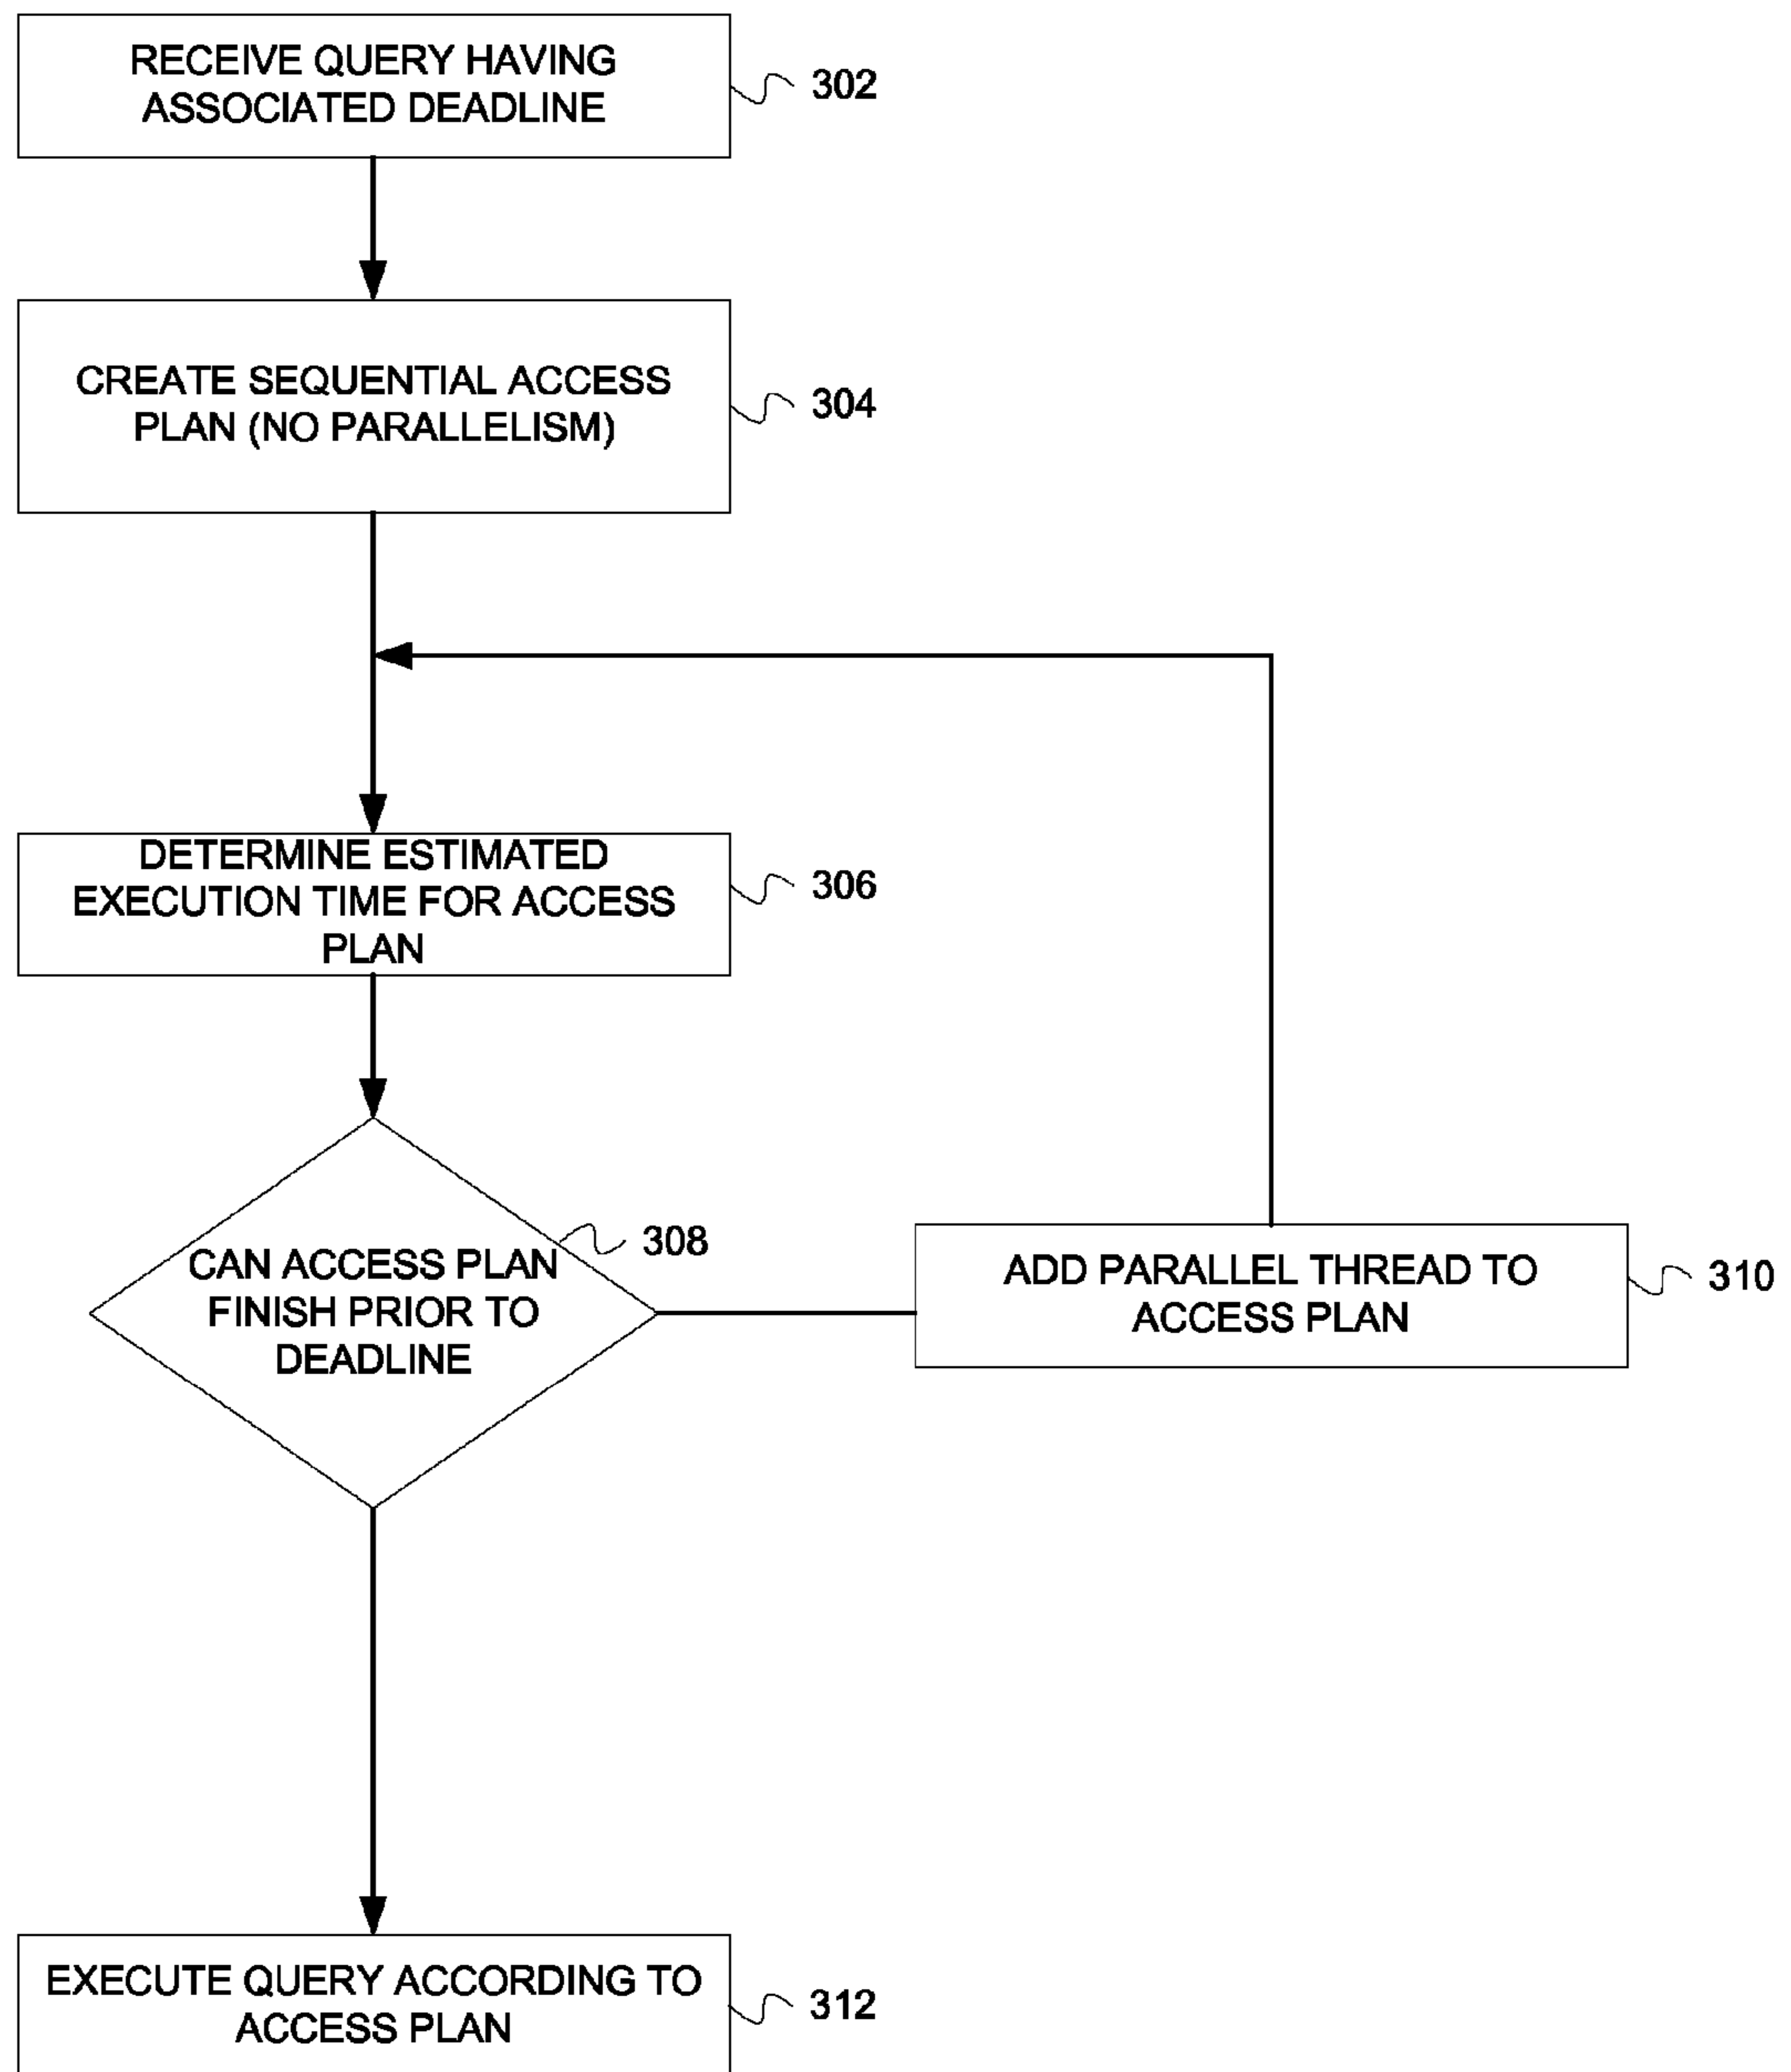 RECEIVE QUERY HAVING
ASSOCIATED DEADLINE
302
CREATE SEQUENTIAL ACCESS
PLAN (NO PARALLELISM)
304
DETERMINE ESTIMATED
EXECUTION TIME FOR ACCESS
PLAN
306
CAN ACCESS PLAN
FINISH PRIOR TO
DEADLINE
308
ADD PARALLEL THREAD TO
ACCESS PLAN
310
EXECUTE QUERY ACCORDING TO
ACCESS PLAN
312